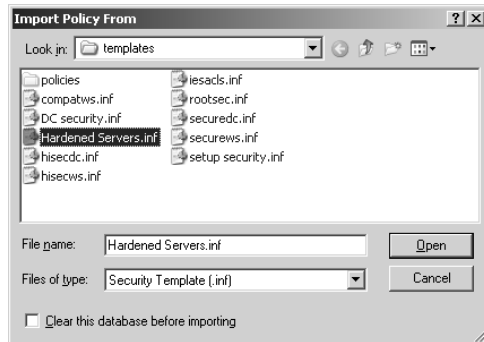 Import Policy From
Look in: templates
policies
compatws.inf
DC security.inf
Hardened Servers.inf
hisecdc.inf
hisecws.inf
iesacls.inf
rootsec.inf
securedc.inf
securews.inf
setup security.inf
File name: Hardened Servers.inf Open
Files of type: Security Template (.inf) Cancel
Clear this database before importing